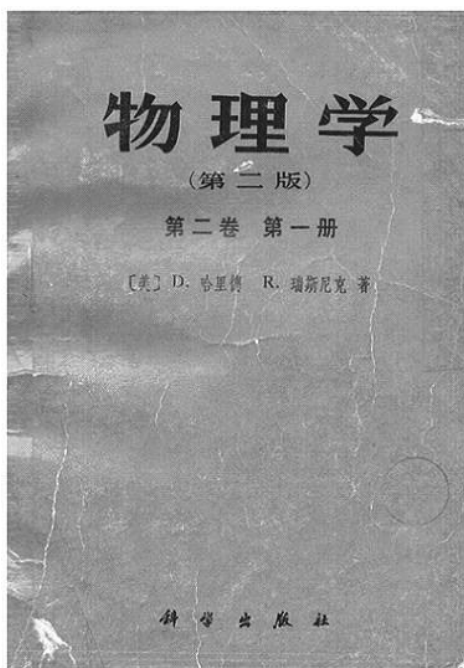 物理学
(第二版)
第二卷 第一册
〔美〕 D. 哈里德 R. 瑞斯尼克 著
科学出版社